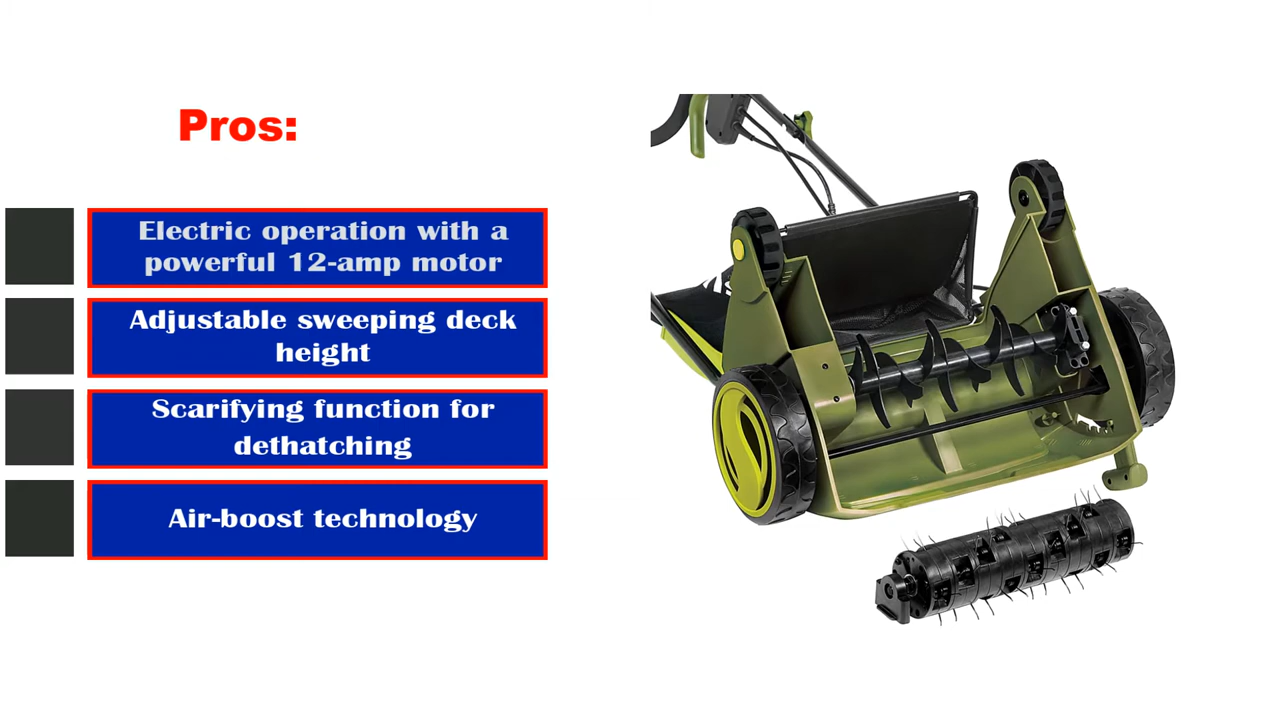 Pros:
Electric operation with a
powerful 12-amp motor
Adjustable sweeping deck
height
Scarifying function for
dethatching
Air-boost technology